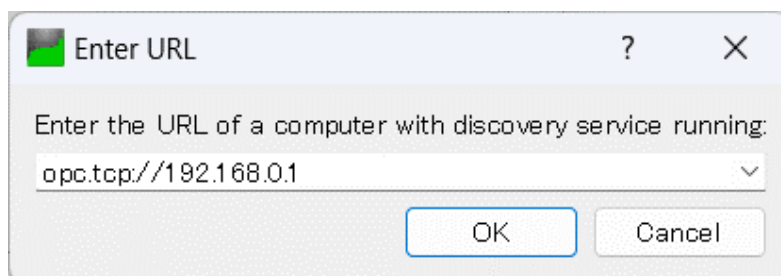 Enter URL
?
Enter the URL of a computer with discovery service running:
opc.tcp://192.168.0.1
OK
Cancel